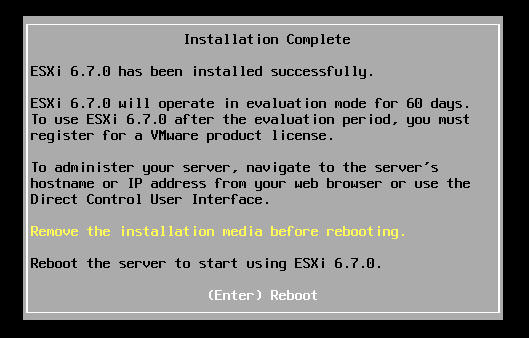 Installation Complete
ESXi 6.7.0 has been installed successfully.
ESXi 6.7.0 will operate in evaluation mode for 60 days.
To use ESXi 6.7.0 after the evaluation period, you must
register for a VMware product license.
To administer your server, navigate to the server's
hostname or IP address from your web browser or use the
Direct Control User Interface.
Remove the installation media before rebooting.
Reboot the server to start using ESXi 6.7.0.
(Enter) Reboot